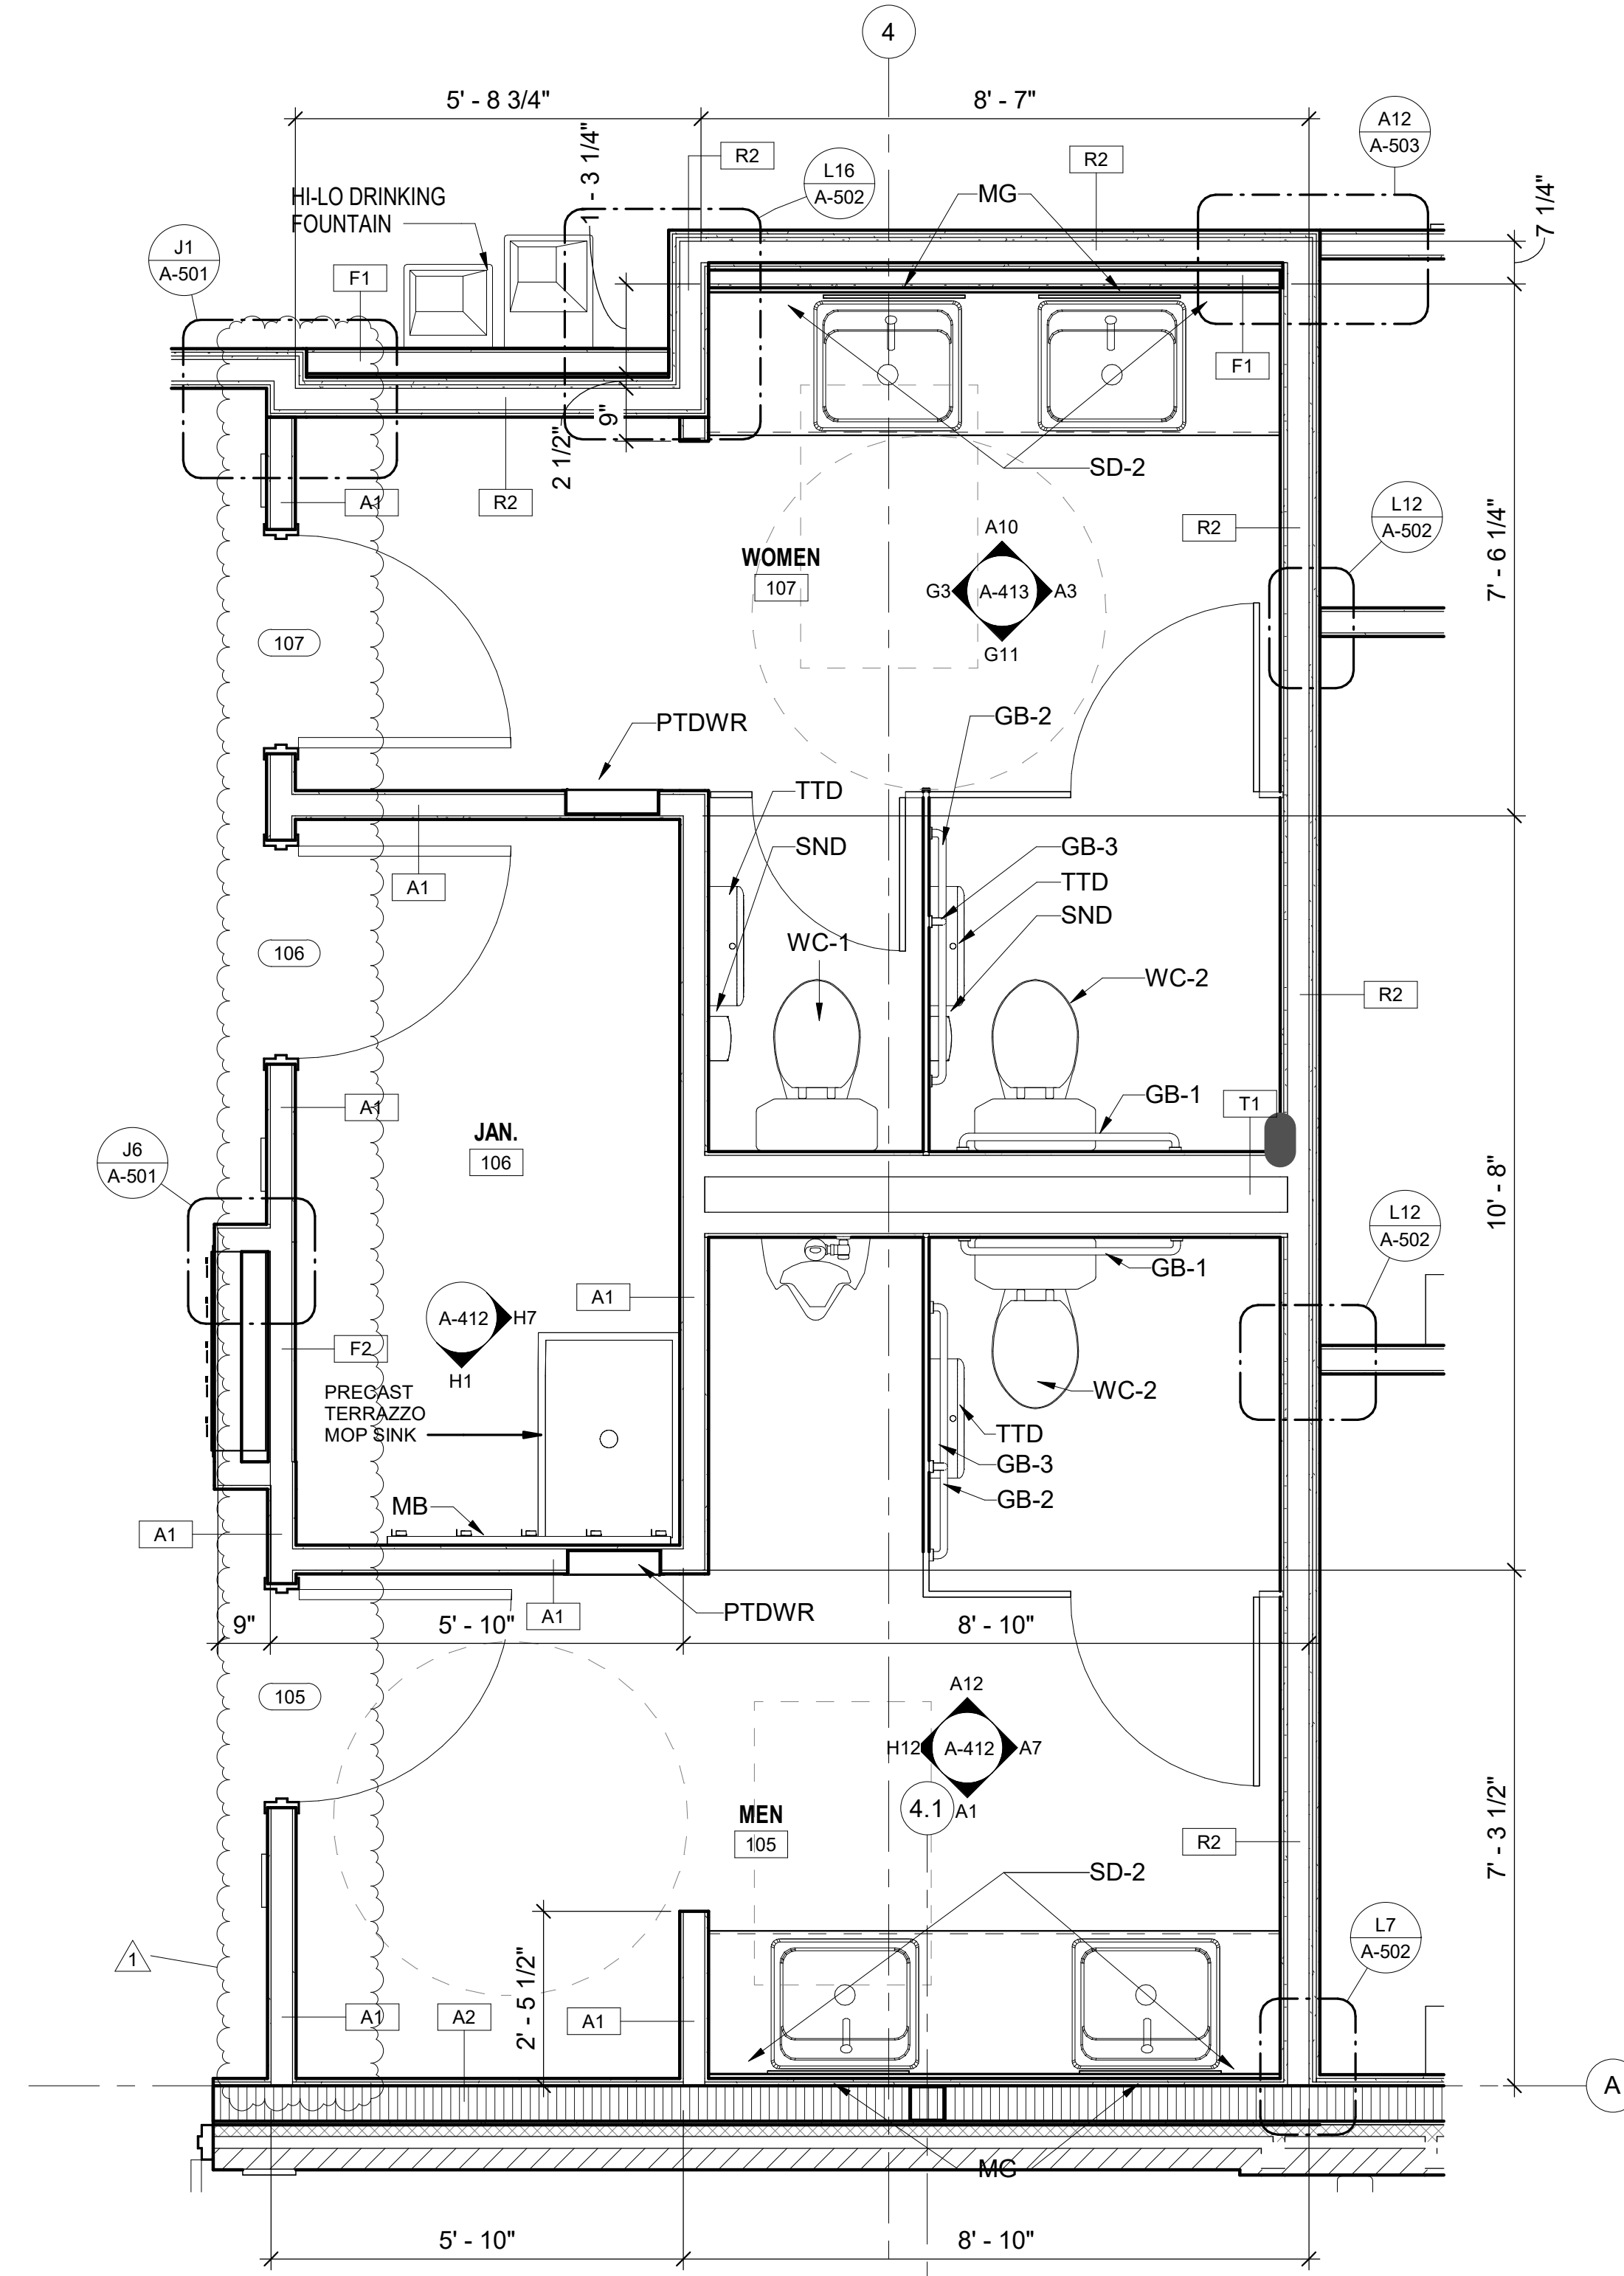 4
5' - 8 3/4"
8' - 7"
A12
A-503
1 - 3 1/4"
R2
R2
L16
A-502
MG
7 1/4"
HI-LO DRINKING
FOUNTAIN
J1
A-501
F1
F1
9"
2 1/2"
SD-2
A1
R2
R2
L12
A-502
7' - 6 1/4"
WOMEN
107
A10
G3
A-413
A3
G11
107
PTDWR
GB-2
TTD
SND
GB-3
TTD
SND
A1
106
WC-1
WC-2
R2
GB-1
T1
A1
JAN.
106
J6
A-501
10' - 8"
L12
A-502
GB-1
A1
A-412
H7
H1
F2
PRECAST
TERRAZZO
MOP SINK
WC-2
TTD
GB-3
GB-2
MB
A1
A1
PTDWR
9"
5' - 10"
8' - 10"
105
A12
H12
A-412
A7
A1
4.1
MEN
105
R2
7' - 3 1/2"
SD-2
L7
A-502
1
2' - 5 1/2"
A1
A2
A1
A
MG
5' - 10"
8' - 10"